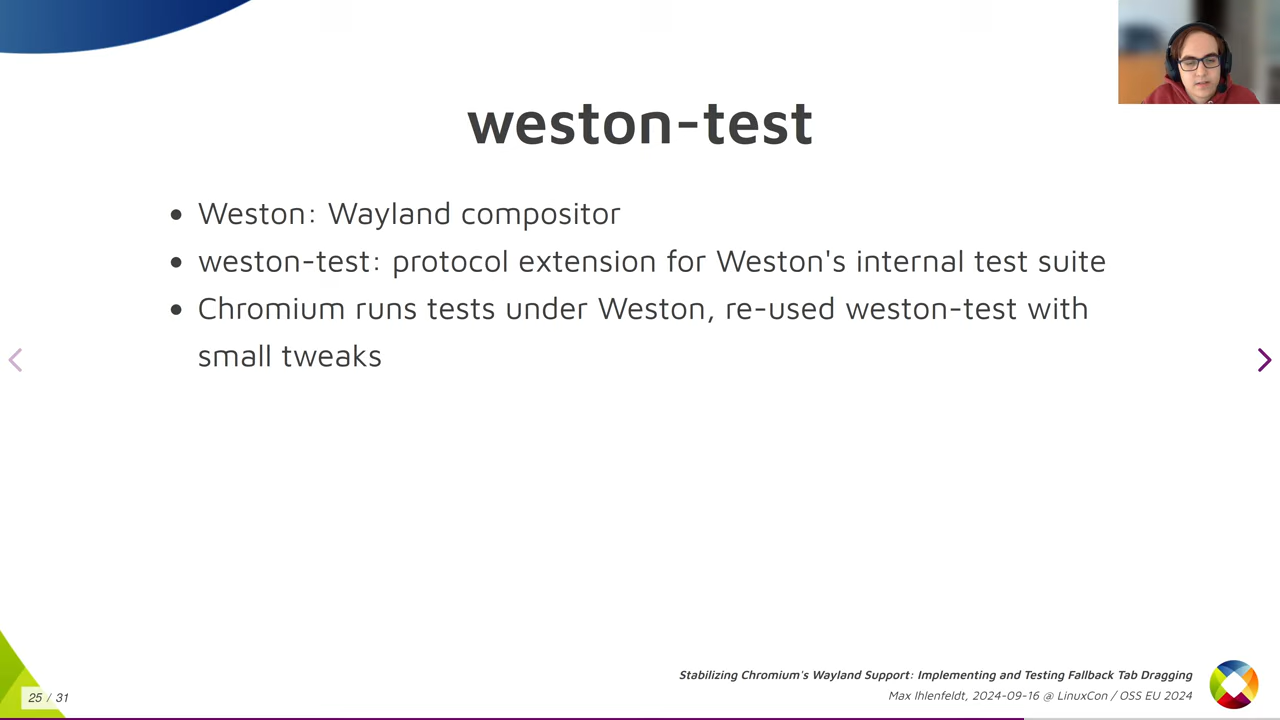 weston-test
• Weston: Wayland compositor
• weston-test: protocol extension for Weston's internal test suite
• Chromium runs tests under Weston, re-used weston-test with
small tweaks
Stabilizing Chromium's Wayland Support: Implementing and Testing Fallback Tab Dragging
25 / 31
Max Ihlenfeldt, 2024-09-16 @ LinuxCon / OSS EU 2024